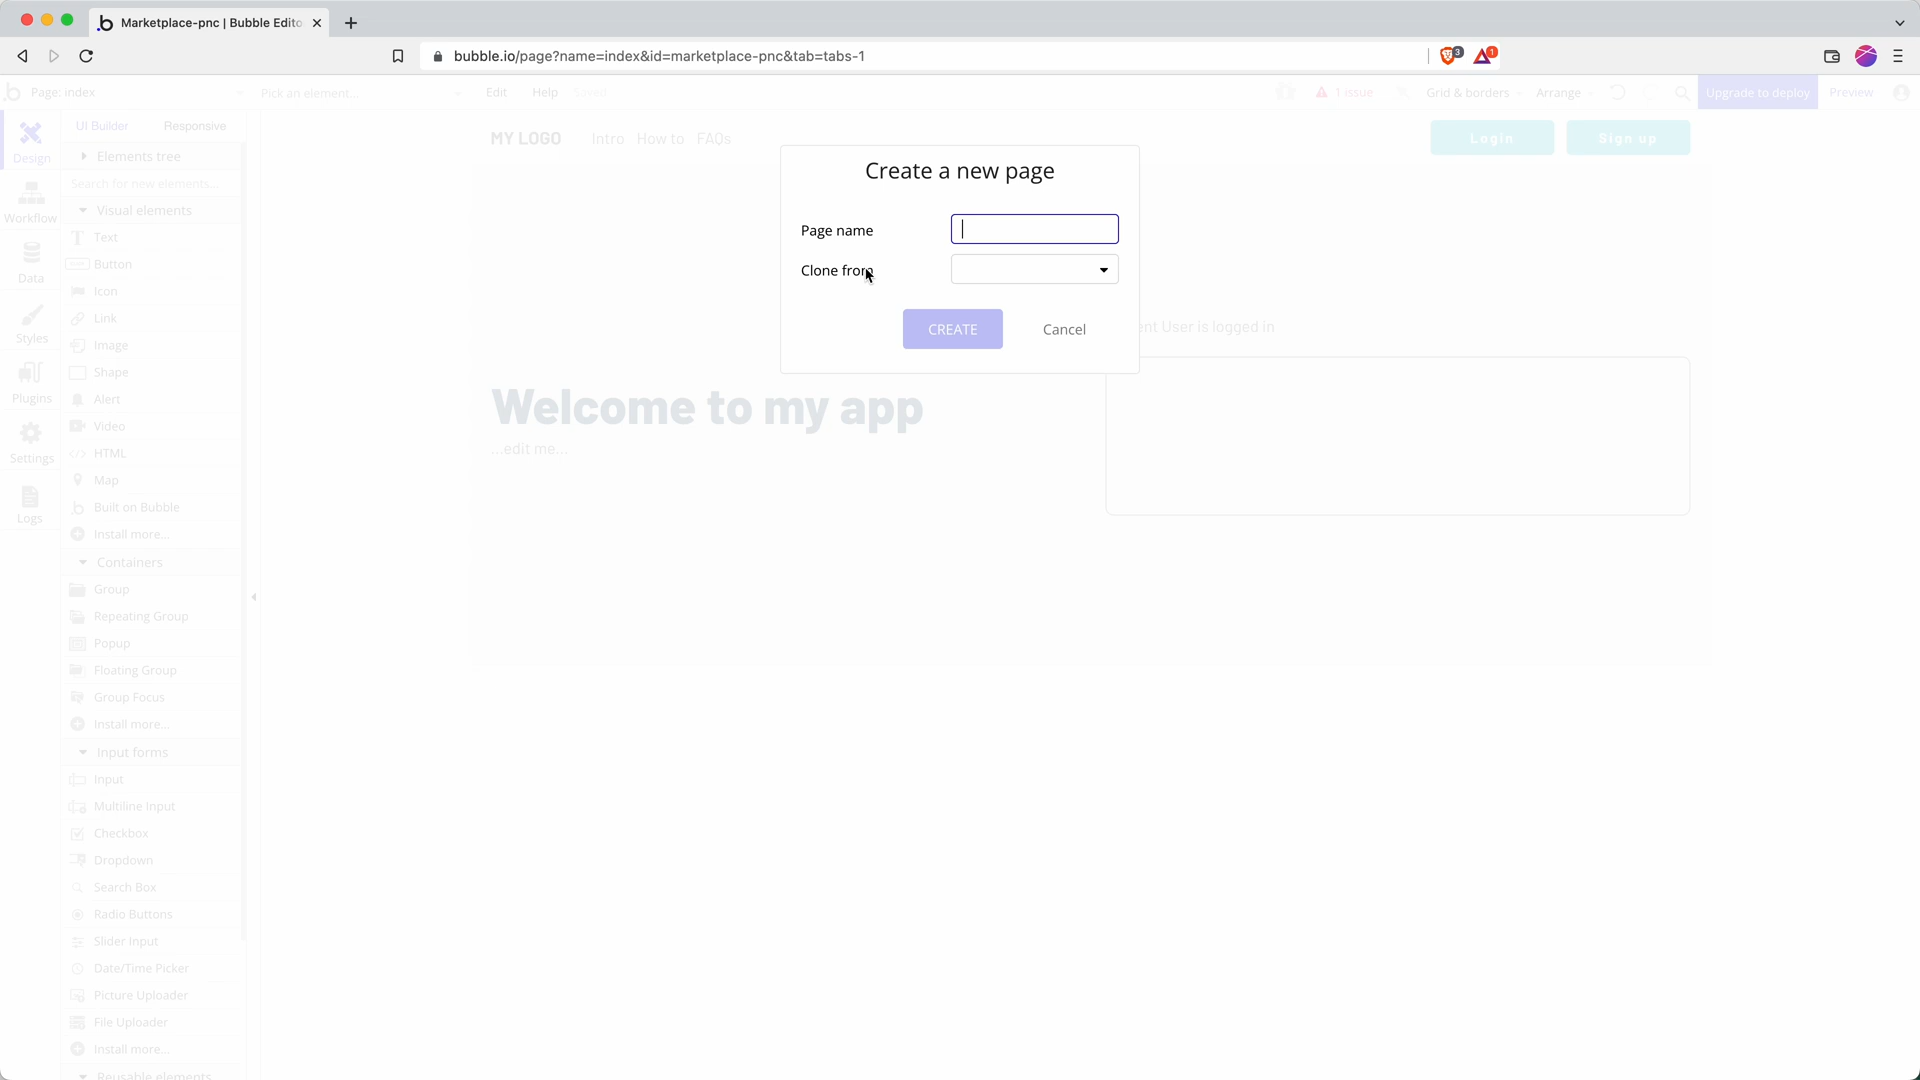 Marketplace-pnc | Bubble Edito
bubble.io/page?name=index&id=marketplace-pnc&tab=tabs-1
3
1
Page: index
Pick an element...
Edit
Help
Saved
1 issue
Grid & borders
Arrange
Upgrade to deploy
Preview
Design
Workflow
Data
Styles
Plugins
Settings
Logs
UI Builder
Responsive
Elements tree
Search for new elements...
Visual elements
Text
Button
Icon
Link
Image
Shape
Alert
Video
HTML
Map
Built on Bubble
Install more...
Containers
Group
Repeating Group
Popup
Floating Group
Group Focus
Install more...
Input forms
Input
Multiline Input
Checkbox
Dropdown
Search Box
Radio Buttons
Slider Input
Date/Time Picker
Picture Uploader
File Uploader
Install more...
Reusable elements
MY LOGO
Intro
How to
FAQs
Login
Sign up
Create a new page
Page name
Clone from
CREATE
Cancel
ent User is logged in
Welcome to my app
...edit me...